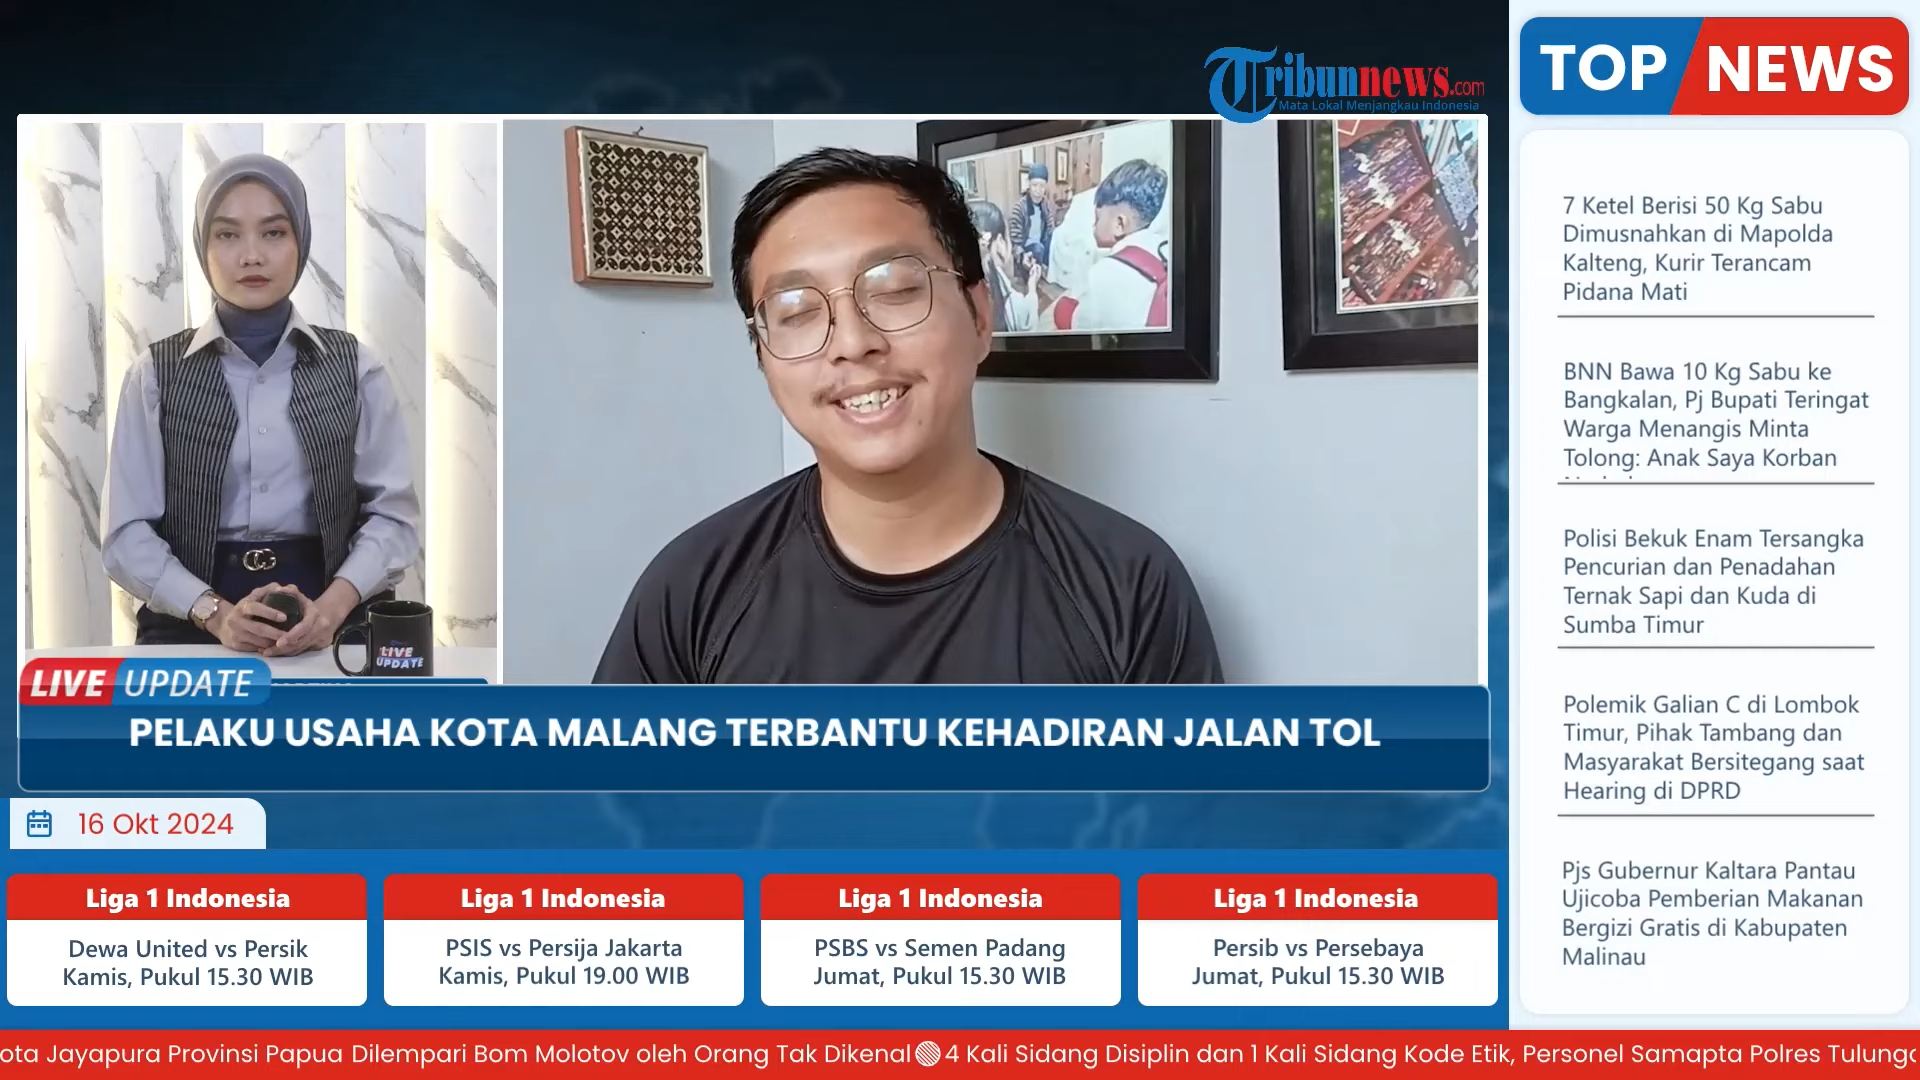 Tribunnews.com
Mata Lokal Menjangkau Indonesia
TOP NEWS
7 Ketel Berisi 50 Kg Sabu
Dimusnahkan di Mapolda
Kalteng, Kurir Terancam
Pidana Mati
BNN Bawa 10 Kg Sabu ke
Bangkalan, Pj Bupati Teringat
Warga Menangis Minta
Tolong: Anak Saya Korban
Polisi Bekuk Enam Tersangka
Pencurian dan Penadahan
Ternak Sapi dan Kuda di
Sumba Timur
Polemik Galian C di Lombok
Timur, Pihak Tambang dan
Masyarakat Bersitegang saat
Hearing di DPRD
Pjs Gubernur Kaltara Pantau
Ujicoba Pemberian Makanan
Bergizi Gratis di Kabupaten
Malinau
LIVE
UPDATE
LIVE UPDATE
PELAKU USAHA KOTA MALANG TERBANTU KEHADIRAN JALAN TOL
16 Okt 2024
Liga 1 Indonesia
Dewa United vs Persik
Kamis, Pukul 15.30 WIB
Liga 1 Indonesia
PSIS vs Persija Jakarta
Kamis, Pukul 19.00 WIB
Liga 1 Indonesia
PSBS vs Semen Padang
Jumat, Pukul 15.30 WIB
Liga 1 Indonesia
Persib vs Persebaya
Jumat, Pukul 15.30 WIB
ota Jayapura Provinsi Papua Dilempari Bom Molotov oleh Orang Tak Dikenal 4 Kali Sidang Disiplin dan 1 Kali Sidang Kode Etik, Personel Samapta Polres Tulung